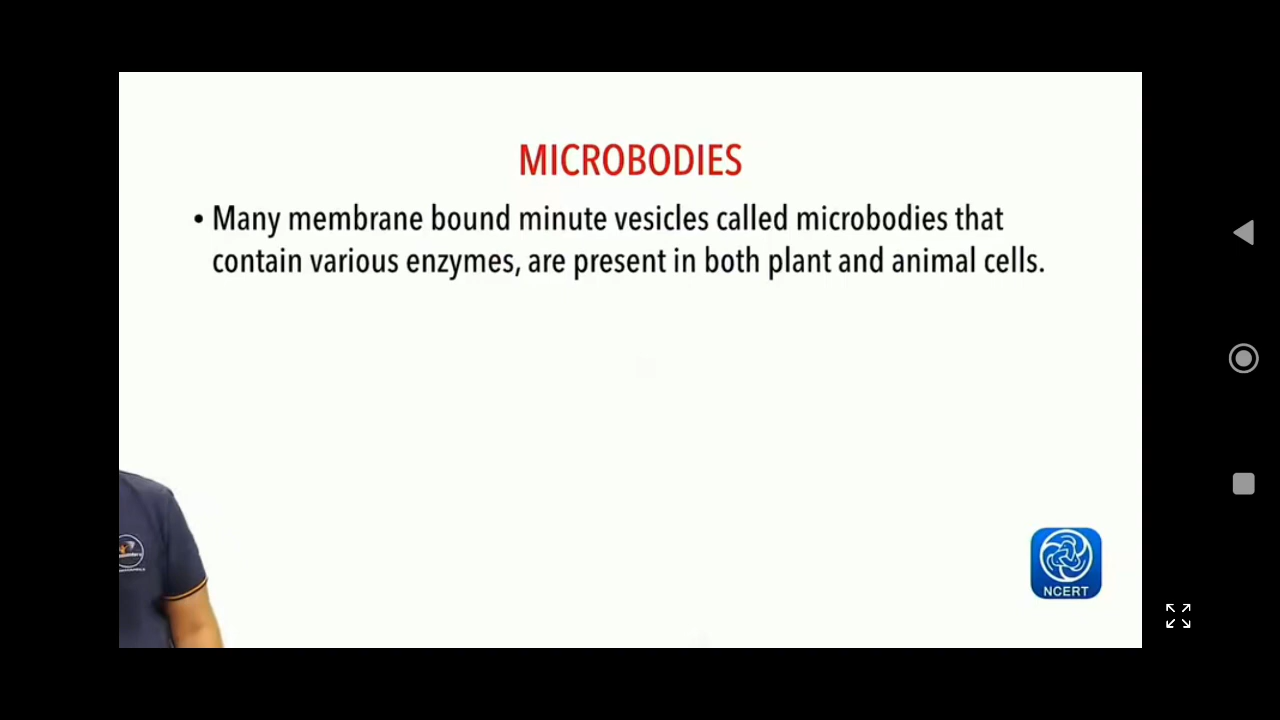 MICROBODIES
• Many membrane bound minute vesicles called microbodies that
contain various enzymes, are present in both plant and animal cells.
NCERT